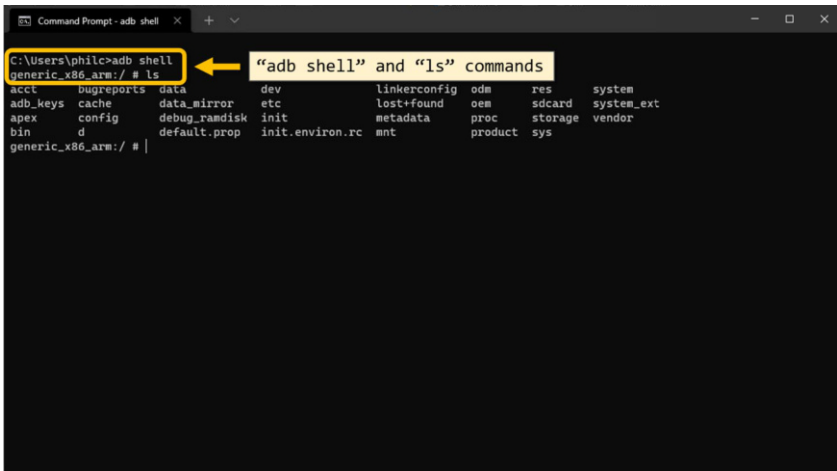 Command Prompt - adb shell
C:\Users\philc>adb shell
generic_x86_arm:/ # ls
“adb shell” and “ls” commands
acct bugreports data dev linkerconfig odm res system
adb_keys cache data_mirror etc lost+found oem sdcard system_ext
apex config debug_ramdisk init metadata proc storage vendor
bin d default.prop init.environ.rc mnt product sys
generic_x86_arm:/ #